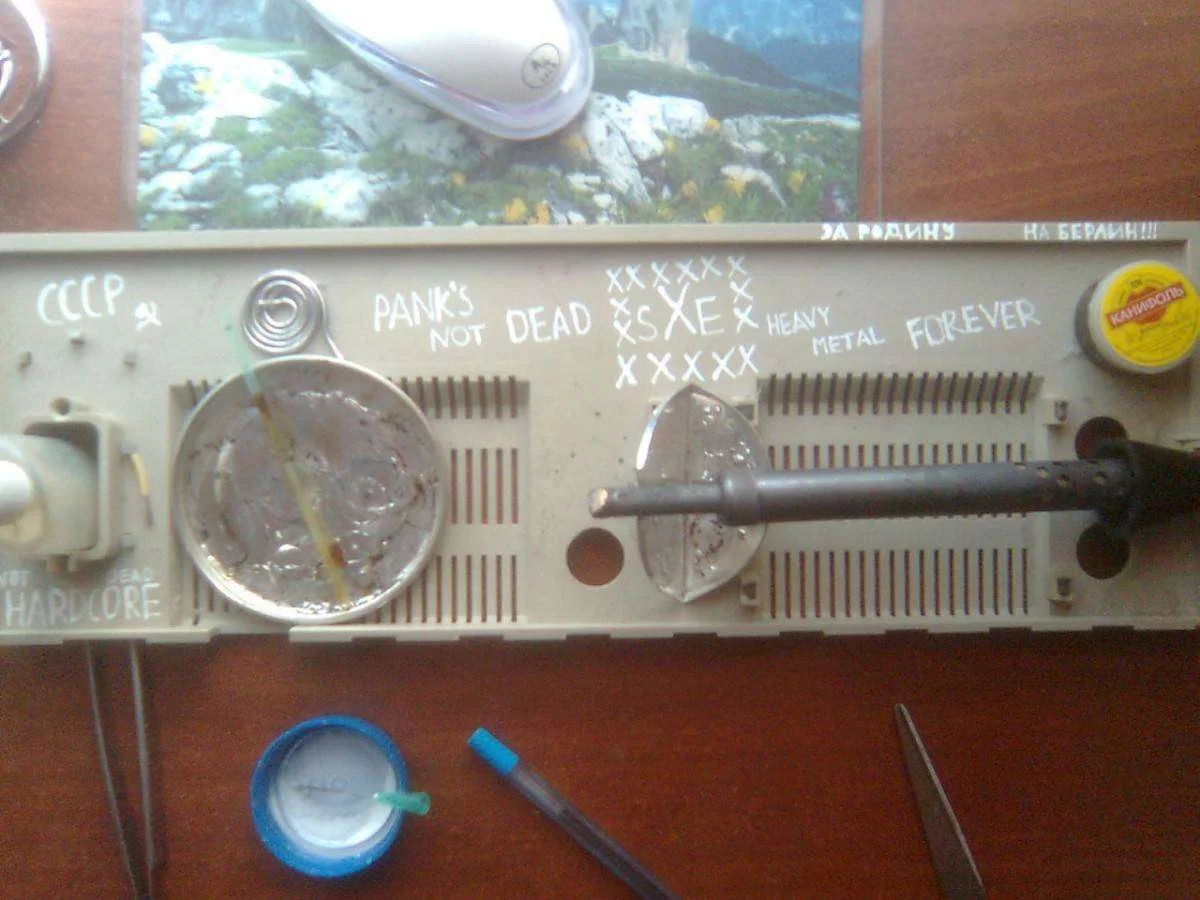 ЗА РОДИНУ НА БЕРЛИН!!!
СССР
PANK'S
NOT DEAD
XXXXX
X X
XSXE X
XXXXX
HEAVY
METAL FOREVER
КАНИФОЛЬ
NOT DEAD
HARDCORE